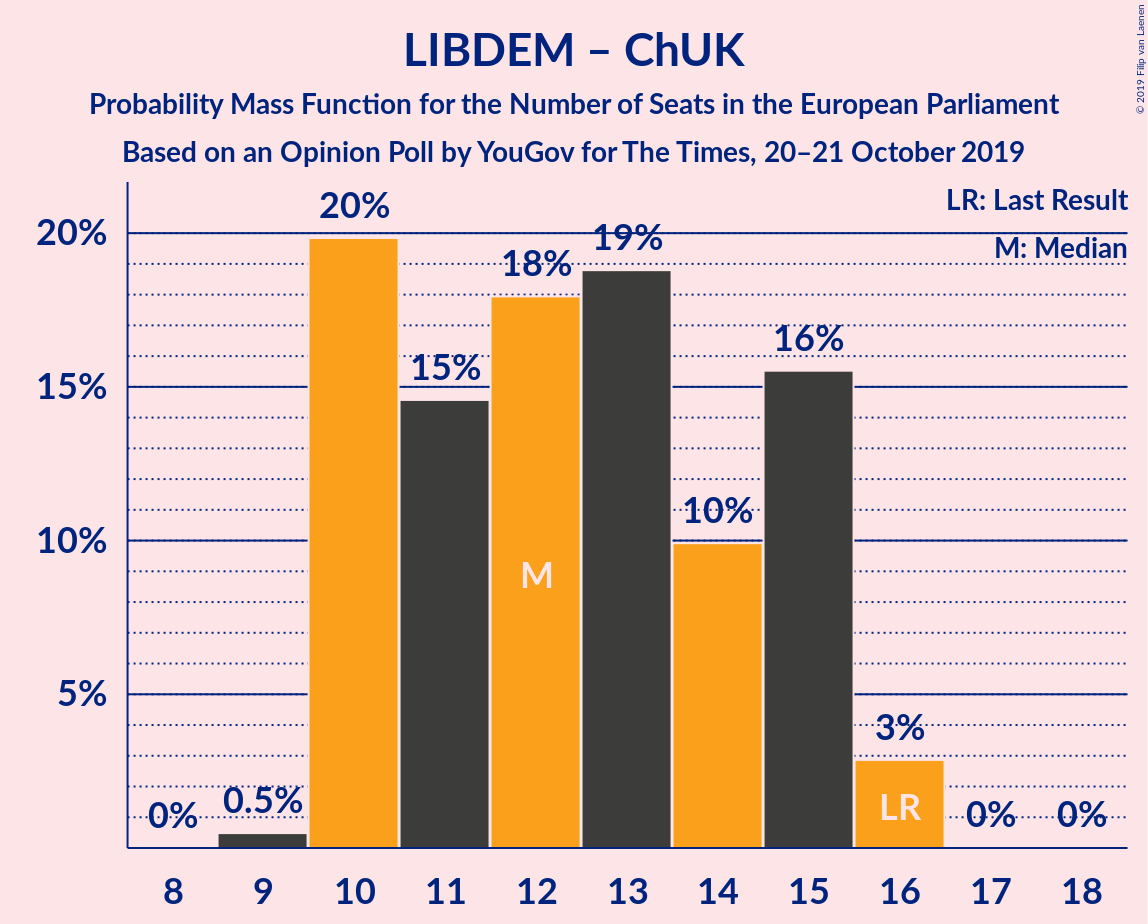 LIBDEM – ChUK
Probability Mass Function for the Number of Seats in the European Parliament
Based on an Opinion Poll by YouGov for The Times, 20–21 October 2019
© 2019 Filip van Laenen
LR: Last Result
M: Median
20%
15%
10%
5%
0%
0.5%
20%
15%
18%
19%
10%
16%
3%
0%
0%
M
LR
8 9 10 11 12 13 14 15 16 17 18